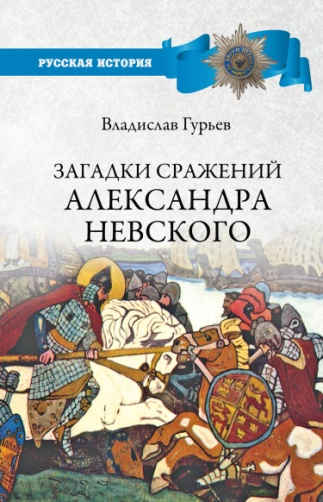 РУССКАЯ ИСТОРИЯ
Владислав Гурьев
ЗАГАДКИ СРАЖЕНИЙ
АЛЕКСАНДРА
НЕВСКОГО